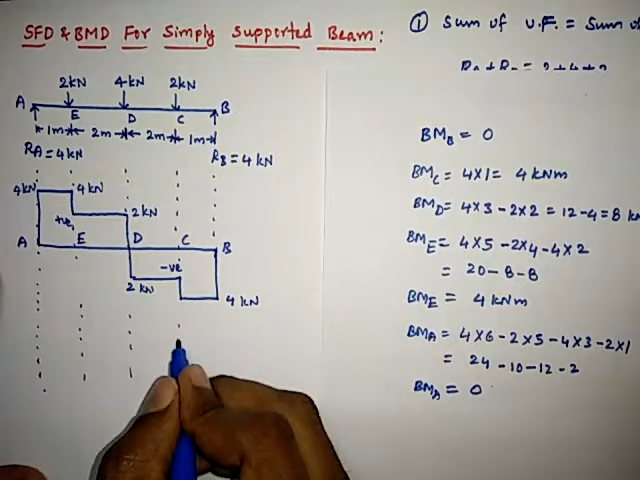 SFD & BMD For Simply Supported Beam:
① Sum of V.F. = Sum of
2kN 4kN 2kN
A E D C B
1m 2m 2m 1m
RA = 4kN RB = 4 kN
4kN 4kN
2kN
+ve
A E D C B
-ve
2 kN 4 kN
BMB = 0
BMC = 4×1 = 4 kNm
BMD = 4×3 - 2×2 = 12-4 = 8 kN
BME = 4×5 - 2×4 - 4×2
= 20-8-8
BME = 4 kNm
BMA = 4×6 - 2×5 - 4×3 - 2×1
= 24 -10-12-2
BMA = 0